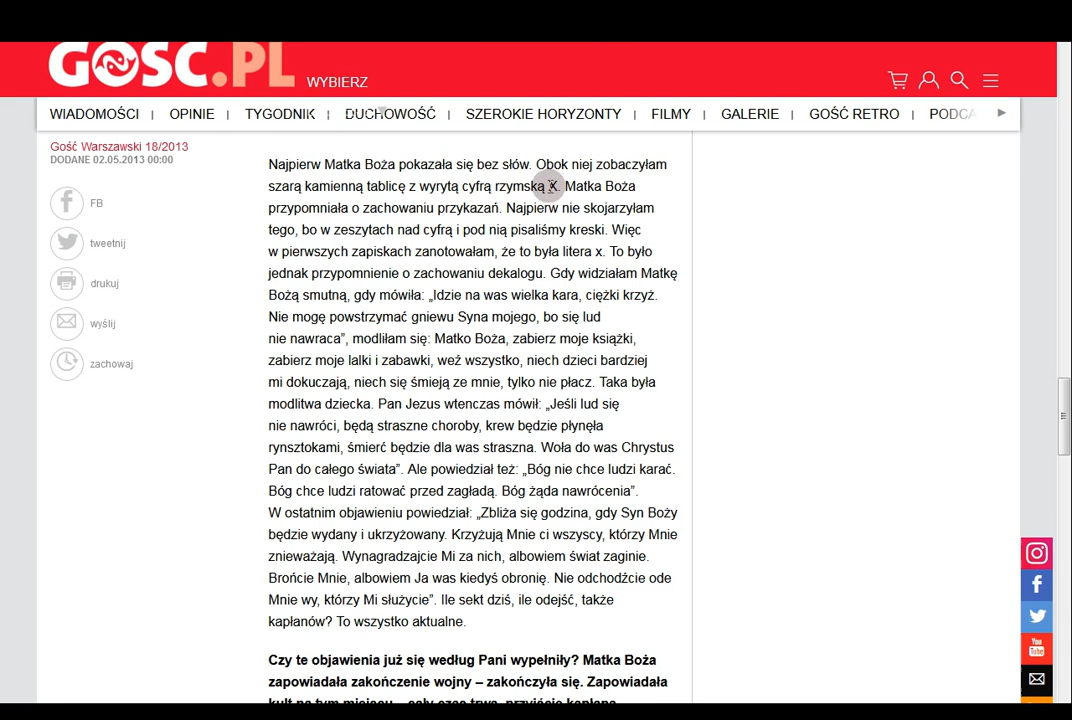 GOSC.PL
WYBIERZ
WIADOMOŚCI | OPINIE | TYGODNIK | DUCHOWOŚĆ | SZEROKIE HORYZONTY | FILMY | GALERIE | GOŚĆ RETRO | PODCA
Gość Warszawski 18/2013
DODANE 02.05.2013 00:00
FB
tweetnij
drukuj
wyślij
zachowaj
Najpierw Matka Boża pokazała się bez słów. Obok niej zobaczyłam
szarą kamienną tablicę z wyrytą cyfrą rzymską X. Matka Boża
przypomniała o zachowaniu przykazań. Najpierw nie skojarzyłam
tego, bo w zeszytach nad cyfrą i pod nią pisaliśmy kreski. Więc
w pierwszych zapiskach zanotowałam, że to była litera x. To było
jednak przypomnienie o zachowaniu dekalogu. Gdy widziałam Matkę
Bożą smutną, gdy mówiła: „Idzie na was wielka kara, ciężki krzyż.
Nie mogę powstrzymać gniewu Syna mojego, bo się lud
nie nawraca”, modliłam się: Matko Boża, zabierz moje książki,
zabierz moje lalki i zabawki, weź wszystko, niech dzieci bardziej
mi dokuczają, niech się śmieją ze mnie, tylko nie płacz. Taka była
modlitwa dziecka. Pan Jezus wtenczas mówił: „Jeśli lud się
nie nawróci, będą straszne choroby, krew będzie płynęła
rynsztokami, śmierć będzie dla was straszna. Woła do was Chrystus
Pan do całego świata”. Ale powiedział też: „Bóg nie chce ludzi karać.
Bóg chce ludzi ratować przed zagładą. Bóg żąda nawrócenia”.
W ostatnim objawieniu powiedział: „Zbliża się godzina, gdy Syn Boży
będzie wydany i ukrzyżowany. Krzyżują Mnie ci wszyscy, którzy Mnie
znieważają. Wynagradzajcie Mi za nich, albowiem świat zaginie.
Brońcie Mnie, albowiem Ja was kiedyś obronię. Nie odchodźcie ode
Mnie wy, którzy Mi służycie”. Ile sekt dziś, ile odejść, także
kapłanów? To wszystko aktualne.
Czy te objawienia już się według Pani wypełniły? Matka Boża
zapowiadała zakończenie wojny – zakończyła się. Zapowiadała
kult na tym miejscu – cały czas trwa, przyjście kapłana
You
Tube